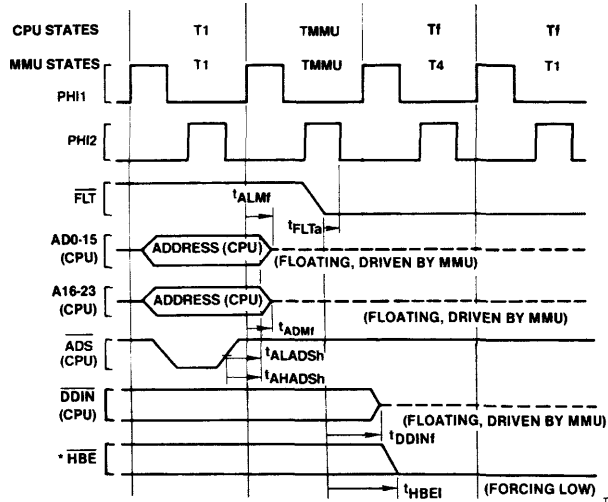 CPU STATES T1 TMMU Tf Tf
MMU STATES T1 TMMU T4 T1
PHI1
PHI2
FLT
tALMf
tFLTa
AD0-15
(CPU)
ADDRESS (CPU)
(FLOATING, DRIVEN BY MMU)
A16-23
(CPU)
ADDRESS (CPU)
(FLOATING, DRIVEN BY MMU)
tADMf
ADS
(CPU)
tALADSh
tAHADSh
DDIN
(CPU)
(FLOATING, DRIVEN BY MMU)
tDDINf
* HBE
tHBEI
(FORCING LOW)